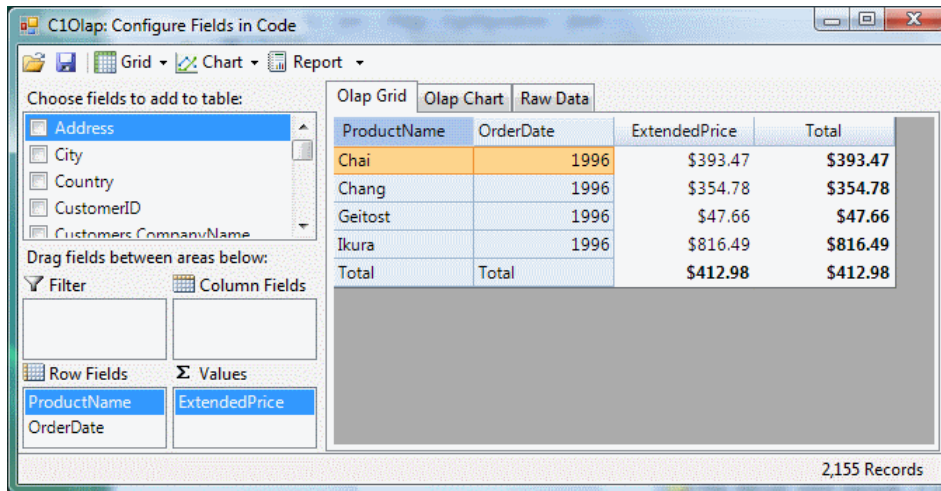 C1Olap: Configure Fields in Code
Grid Chart Report
Choose fields to add to table:
Address
City
Country
CustomerID
Customers CompanyName
Drag fields between areas below:
Filter Column Fields
Row Fields Σ Values
ProductName ExtendedPrice
OrderDate
Olap Grid Olap Chart Raw Data
ProductName OrderDate ExtendedPrice Total
Chai 1996 $393.47 $393.47
Chang 1996 $354.78 $354.78
Geitost 1996 $47.66 $47.66
Ikura 1996 $816.49 $816.49
Total Total $412.98 $412.98
2,155 Records